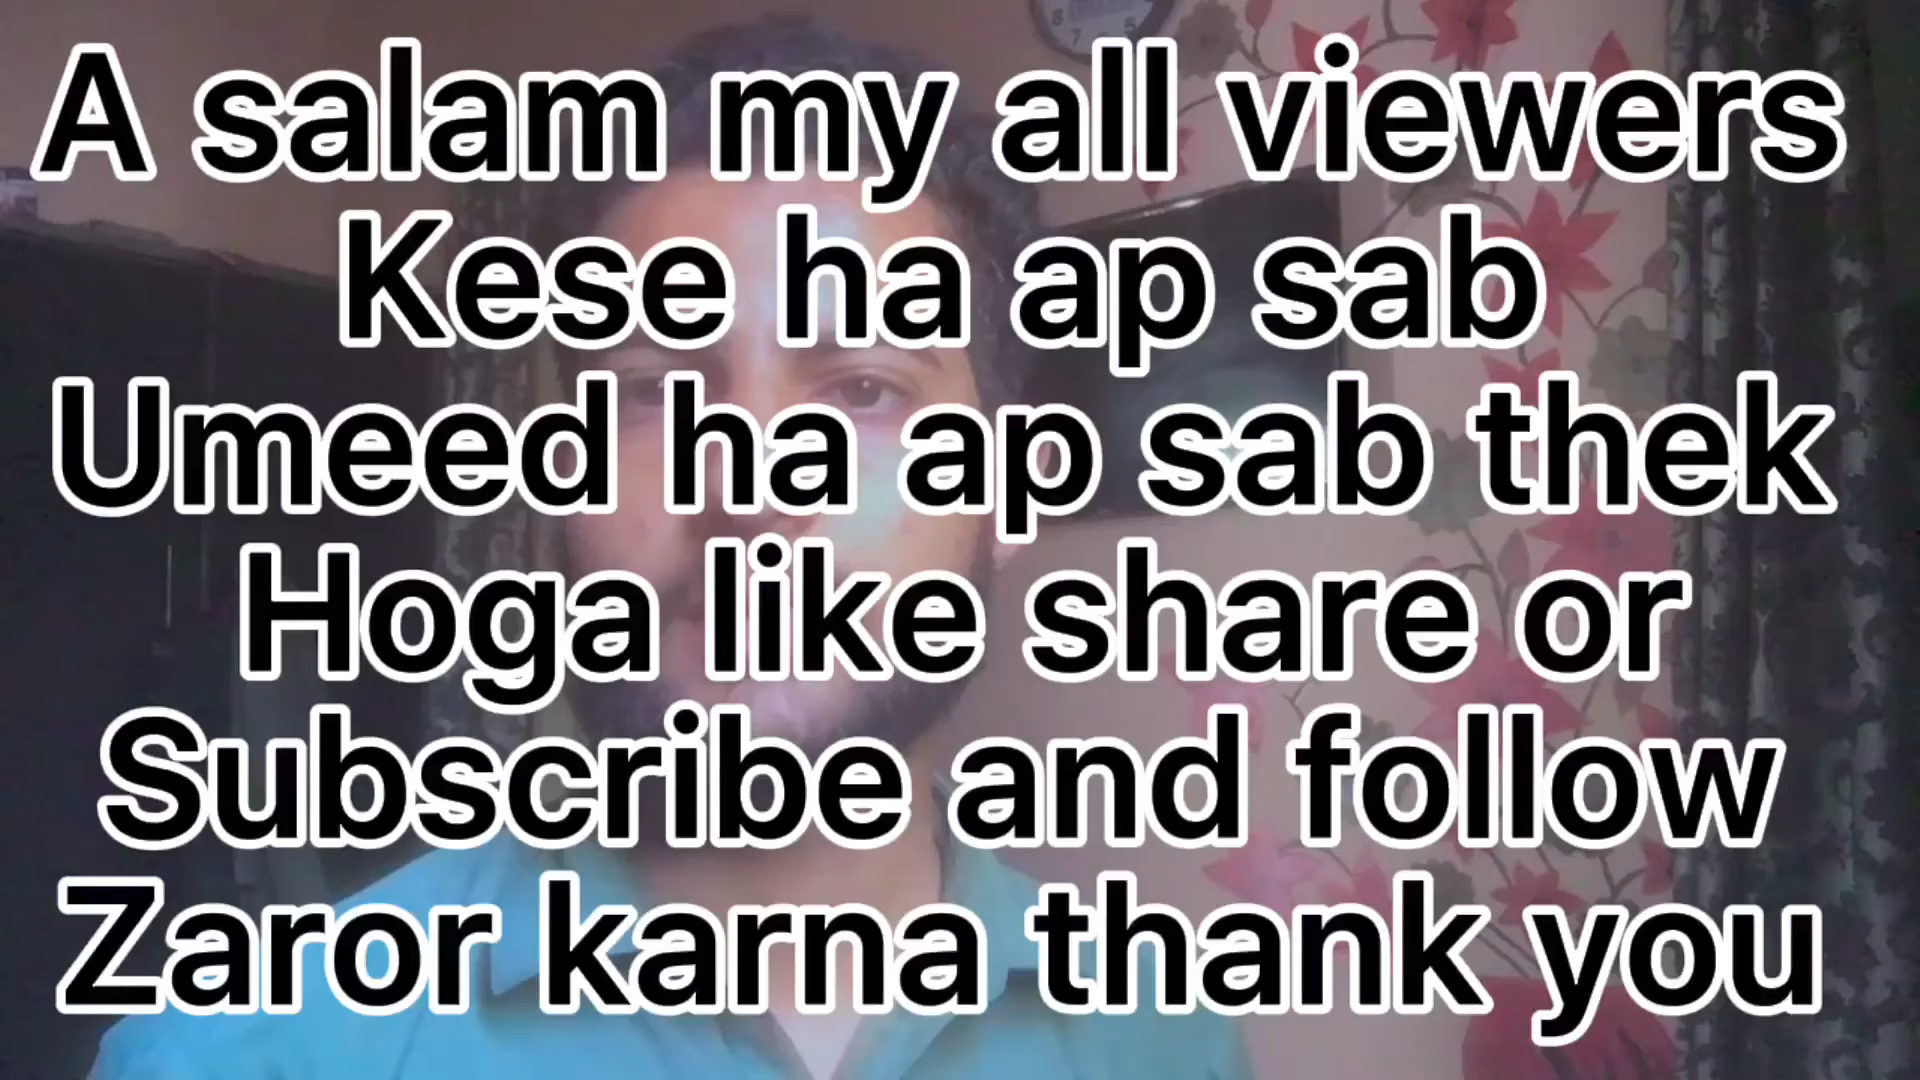 A salam my all viewers
Kese ha ap sab
Umeed ha ap sab thek
Hoga like share or
Subscribe and follow
Zaror karna thank you